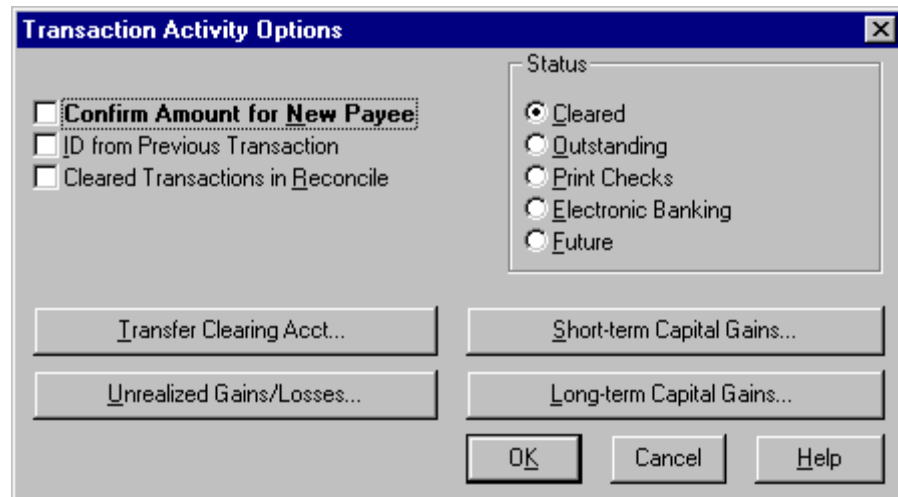 Transaction Activity Options
Confirm Amount for New Payee
ID from Previous Transaction
Cleared Transactions in Reconcile
Status
Cleared
Outstanding
Print Checks
Electronic Banking
Future
Transfer Clearing Acct...
Short-term Capital Gains...
Unrealized Gains/Losses...
Long-term Capital Gains...
OK
Cancel
Help